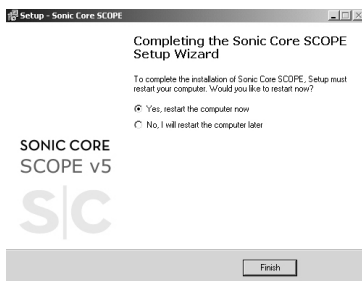 Setup - Sonic Core SCOPE
Completing the Sonic Core SCOPE
Setup Wizard
To complete the installation of Sonic Core SCOPE, Setup must
restart your computer. Would you like to restart now?
Yes, restart the computer now
No, I will restart the computer later
SONIC CORE
SCOPE v5
S|C
Finish